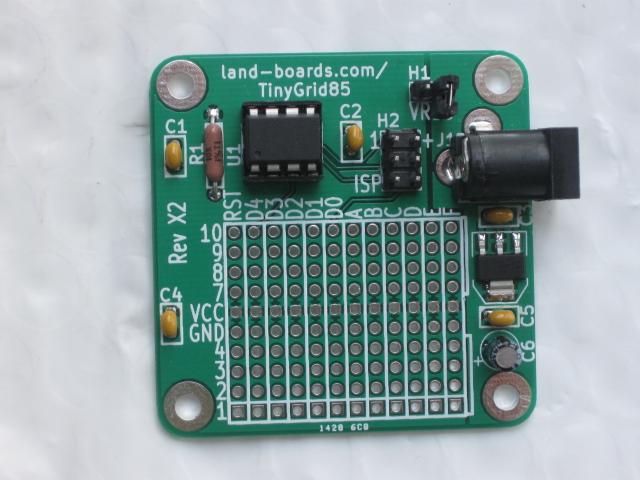 land-boards.com/
TinyGrid85
H1
VR
C1
R1
U1
C2
H2
1
+
J1
ISP
Rev X2
RST
D4
D3
D2
D1
D0
A
B
C
D
E
F
10
9
8
7
VCC
GND
4
3
2
1
C4
C5
+
C6
1428 6C0